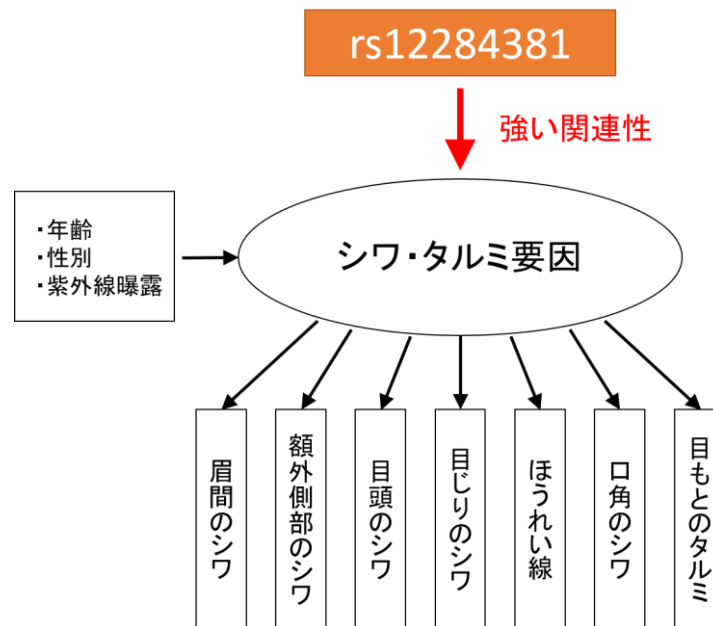 rs12284381
強い関連性
・年齢
・性別
・紫外線曝露
シワ・タルミ要因
眉間のシワ
額外側部のシワ
目頭のシワ
目じりのシワ
ほうれい線
口角のシワ
目もとのタルミ